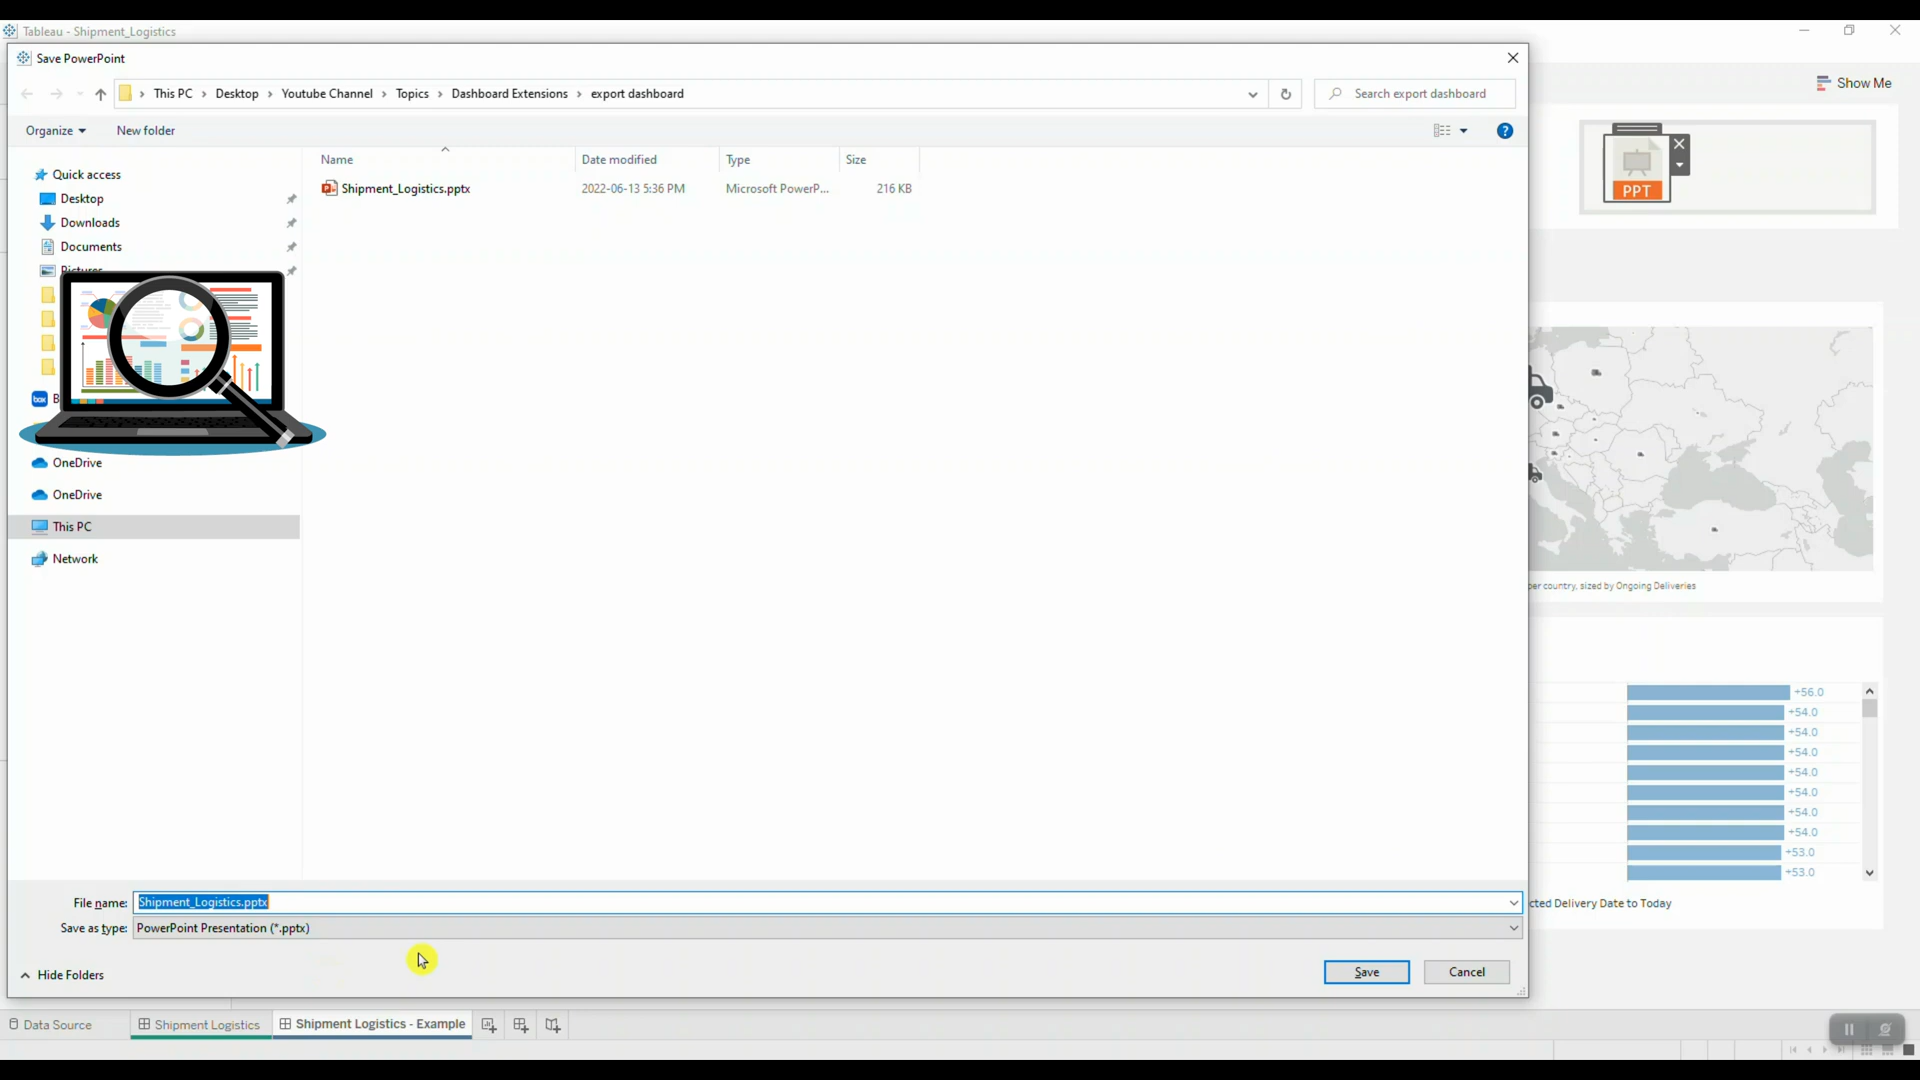 Tableau - Shipment_Logistics
Save PowerPoint
This PC > Desktop > Youtube Channel > Topics > Dashboard Extensions > export dashboard
Search export dashboard
Show Me
Organize
New folder
?
Name
Date modified
Type
Size
Quick access
Shipment_Logistics.pptx
2022-06-13 5:36 PM
Microsoft PowerP...
216 KB
PPT
Desktop
Downloads
Documents
Pictures
box
B
OneDrive
OneDrive
This PC
Network
per country, sized by Ongoing Deliveries
+56.0
+54.0
+54.0
+54.0
+54.0
+54.0
+54.0
+54.0
+53.0
+53.0
cted Delivery Date to Today
File name:
Shipment_Logistics.pptx
Save as type:
PowerPoint Presentation (*.pptx)
Hide Folders
Save
Cancel
Data Source
Shipment Logistics
Shipment Logistics - Example